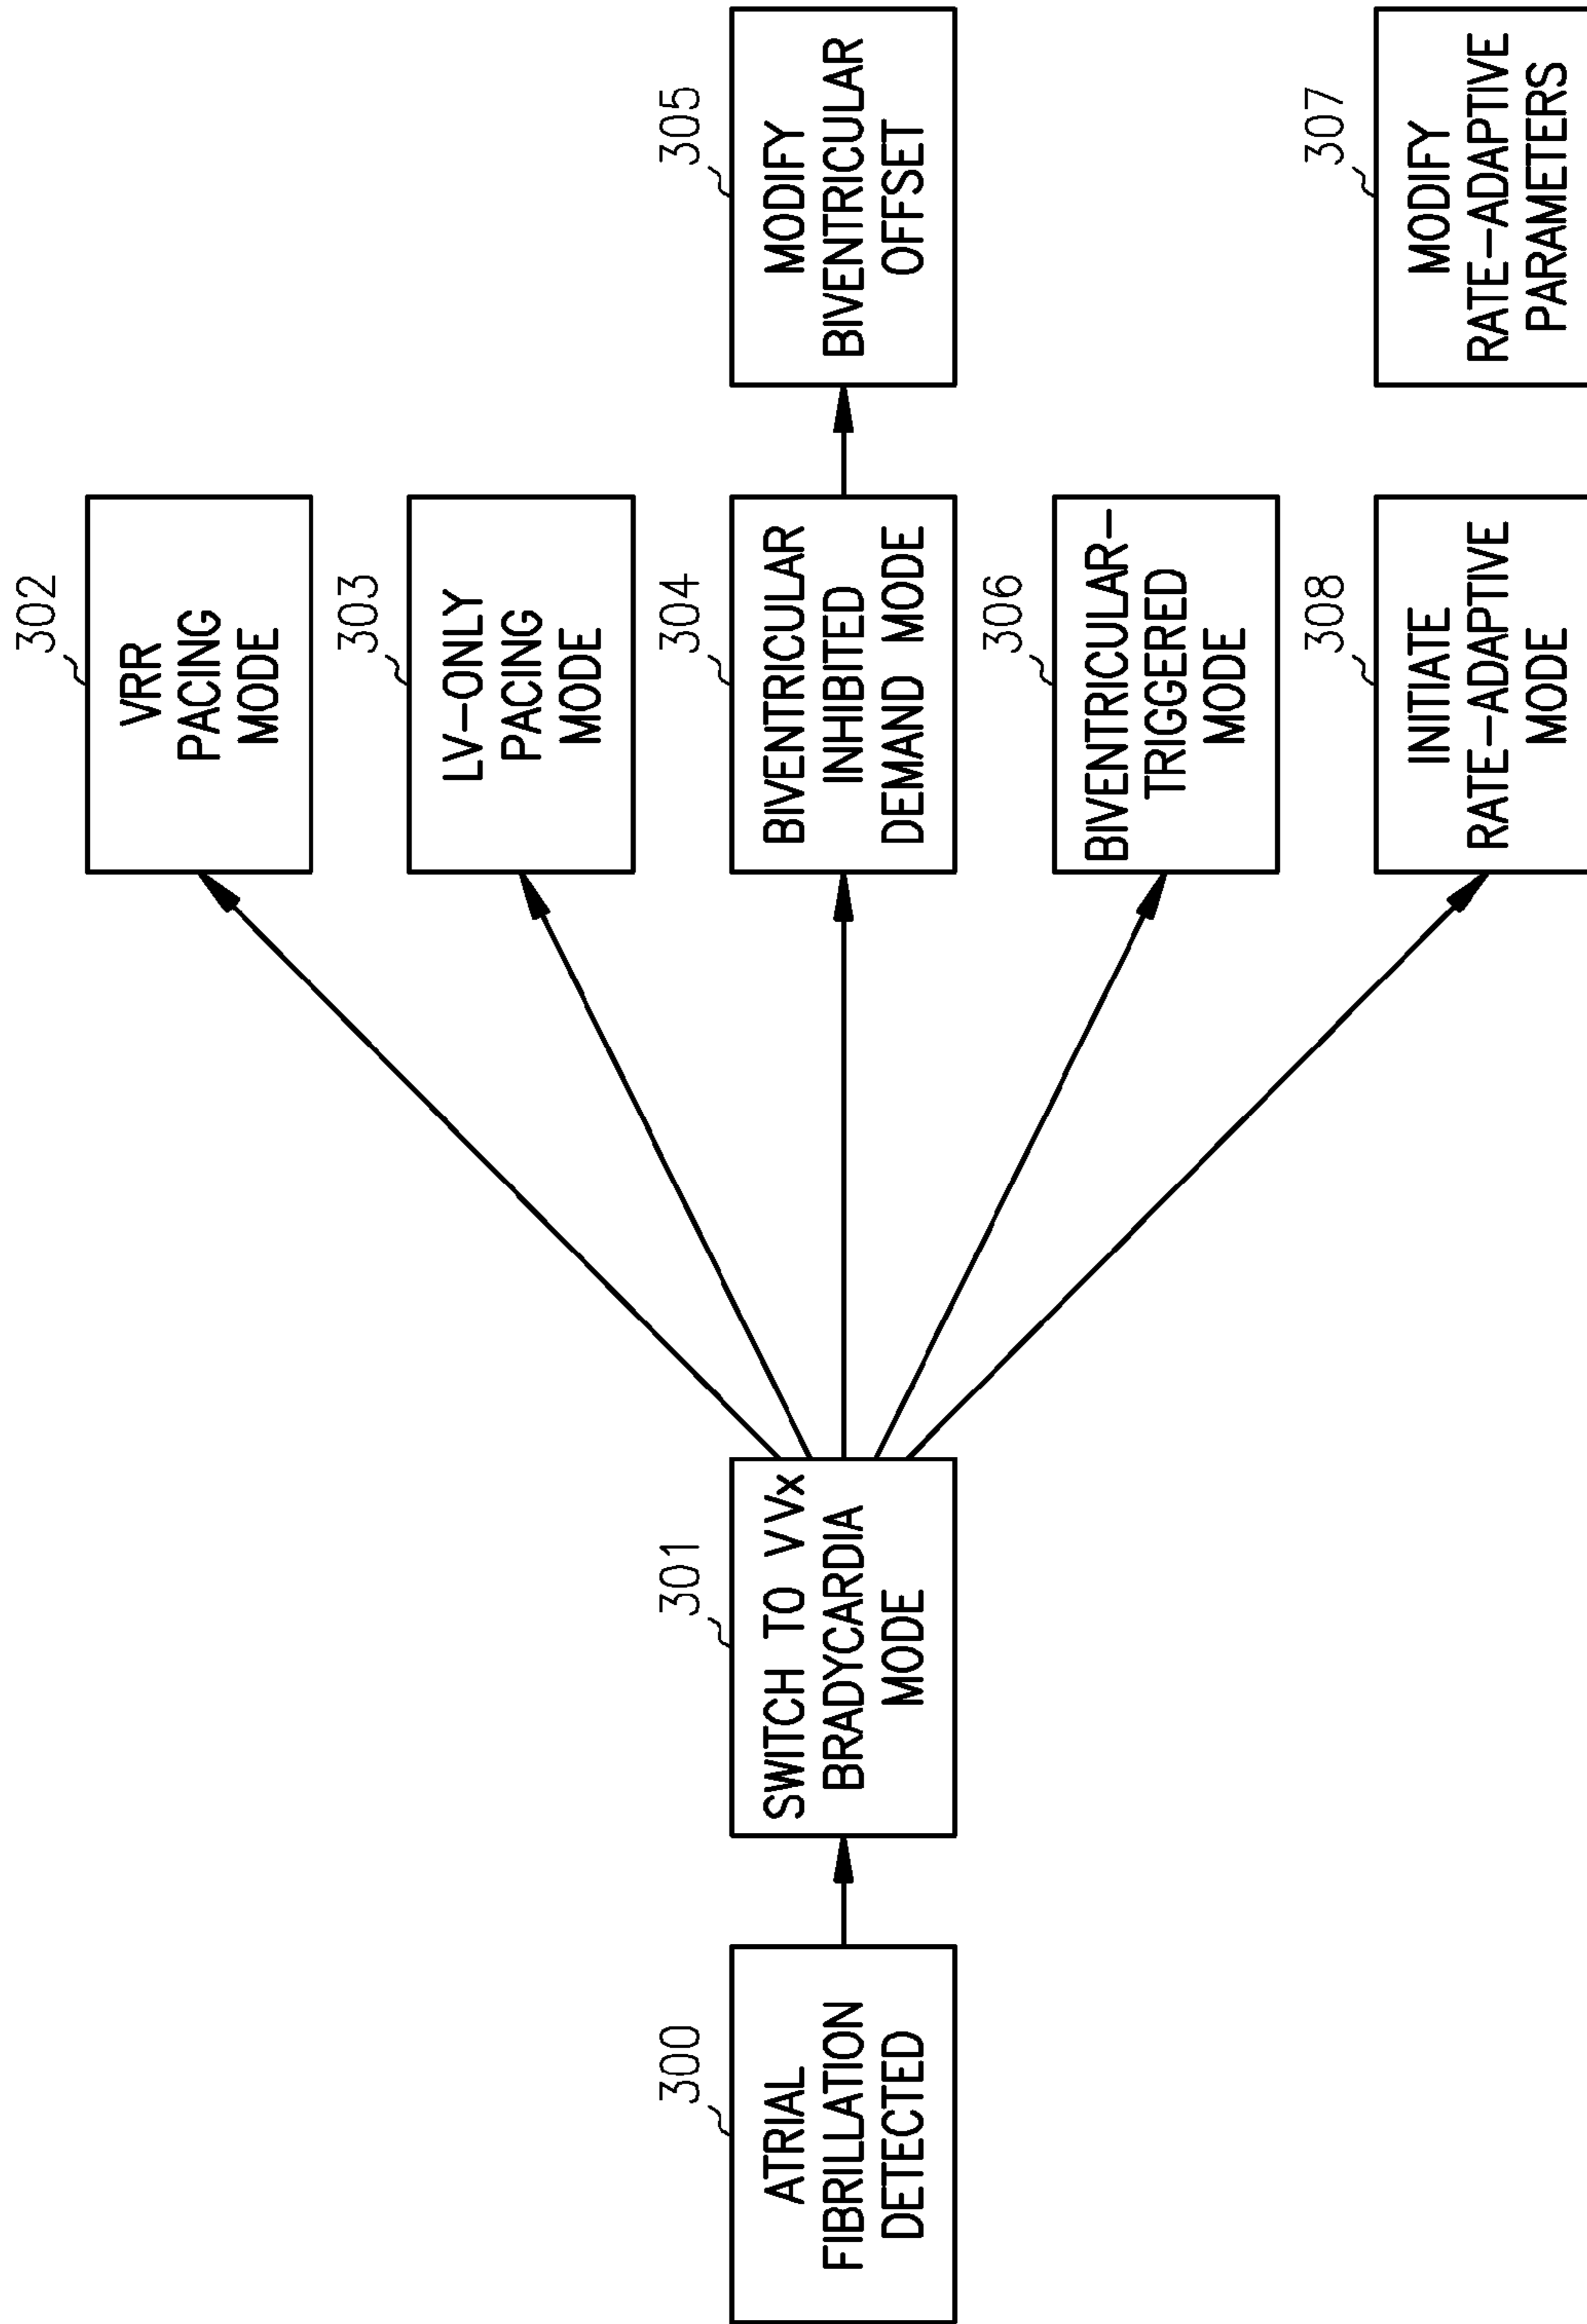 300
ATRIAL
FIBRILLATION
DETECTED
301
SWITCH TO VVx
BRADYCARDIA
MODE
302
VRR
PACING
MODE
303
LV-ONLY
PACING
MODE
304
BIVENTRICULAR
INHIBITED
DEMAND MODE
305
MODIFY
BIVENTRICULAR
OFFSET
306
BIVENTRICULAR-
TRIGGERED
MODE
308
INITIATE
RATE-ADAPTIVE
MODE
307
MODIFY
RATE-ADAPTIVE
PARAMETERS